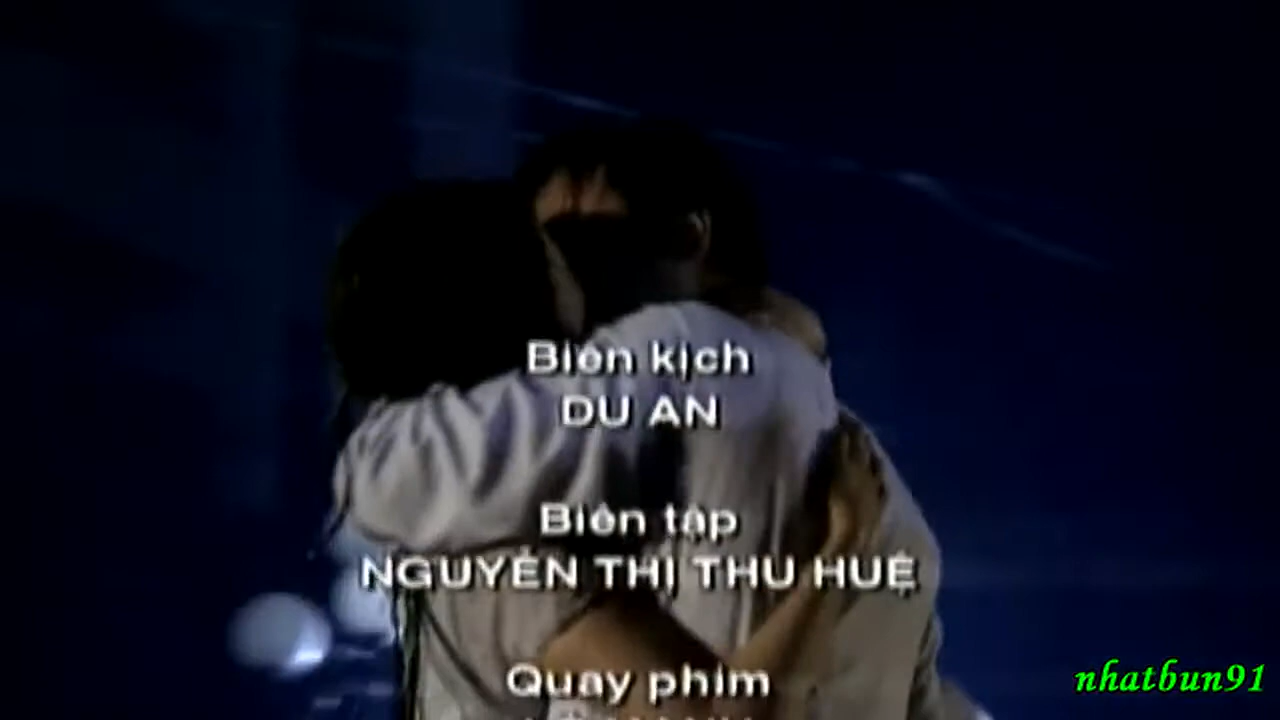 Biên kịch
DU AN
Biên tập
NGUYỄN THỊ THU HUỆ
Quay phim
nhatbun91